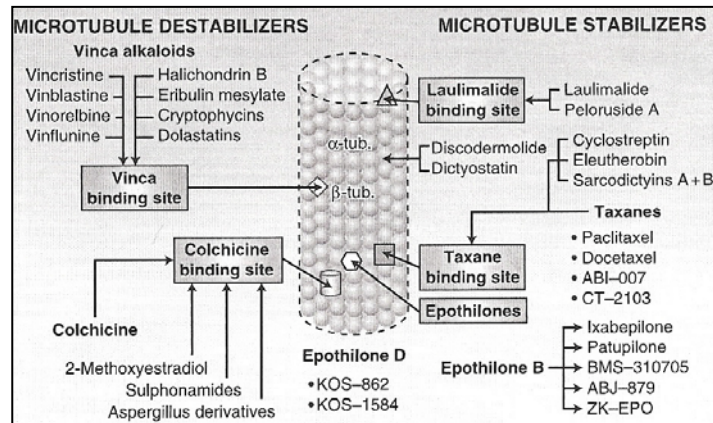 MICROTUBULE DESTABILIZERS
Vinca alkaloids
Vincristine
Vinblastine
Vinorelbine
Vinflunine
Halichondrin B
Eribulin mesylate
Cryptophycins
Dolastatins
Vinca
binding site
Colchicine
binding site
Colchicine
2-Methoxyestradiol
Sulphonamides
Aspergillus derivatives
α-tub.
β-tub.
Epothilone D
• KOS–862
• KOS–1584
MICROTUBULE STABILIZERS
Laulimalide
binding site
Laulimalide
Peloruside A
Discodermolide
Dictyostatin
Cyclostreptin
Eleutherobin
Sarcodictyins A+B
Taxane
binding site
Taxanes
• Paclitaxel
• Docetaxel
• ABI–007
• CT–2103
Epothilones
Epothilone B
Ixabepilone
Patupilone
BMS–310705
ABJ–879
ZK–EPO